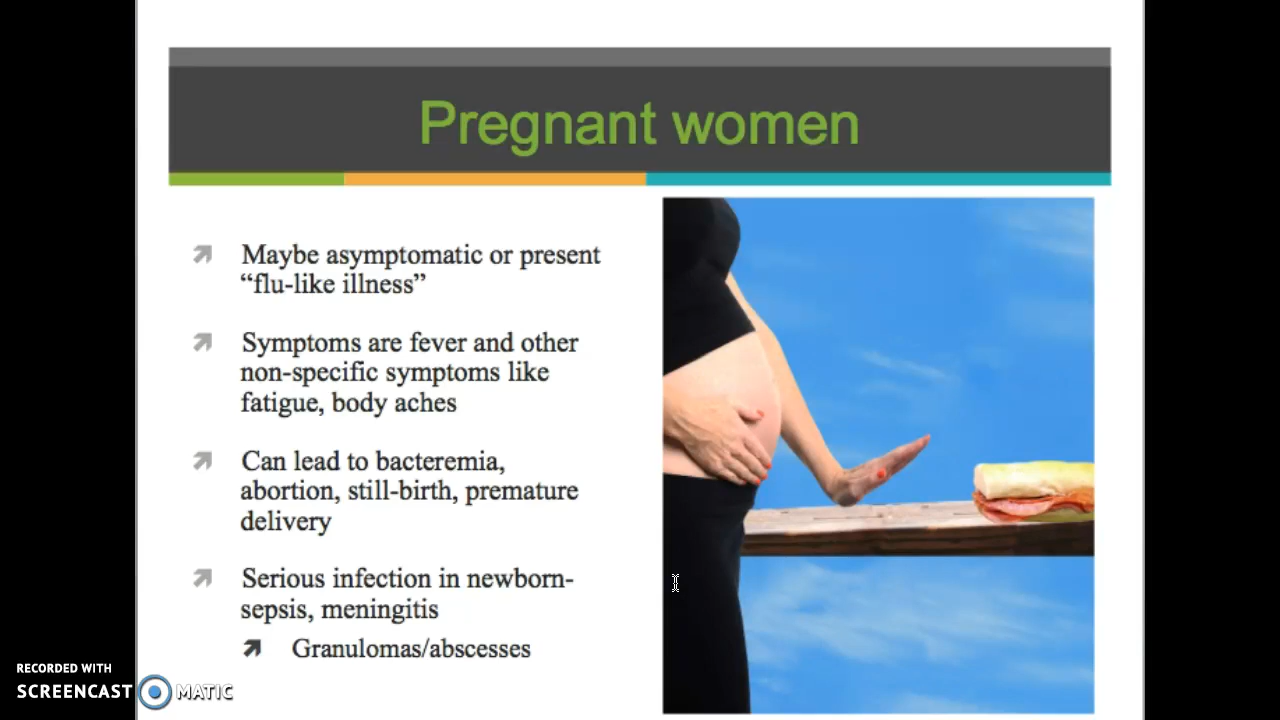 Pregnant women
Maybe asymptomatic or present
“flu-like illness”
Symptoms are fever and other
non-specific symptoms like
fatigue, body aches
Can lead to bacteremia,
abortion, still-birth, premature
delivery
Serious infection in newborn-
sepsis, meningitis
Granulomas/abscesses
RECORDED WITH
SCREENCAST MATIC